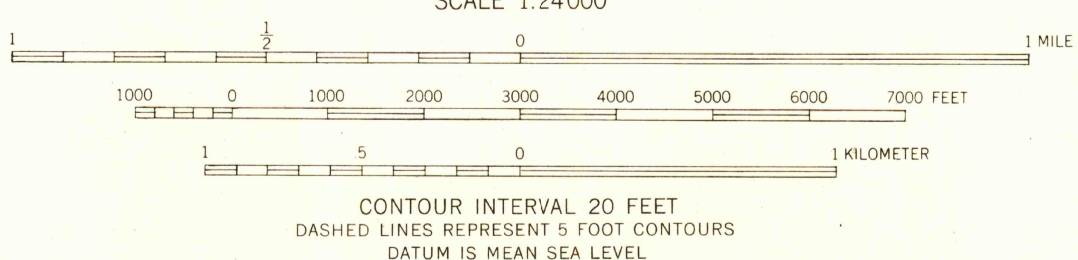 SCALE 1:24000
1 1/2 0 1 MILE
1000 0 1000 2000 3000 4000 5000 6000 7000 FEET
1 .5 0 1 KILOMETER
CONTOUR INTERVAL 20 FEET
DASHED LINES REPRESENT 5 FOOT CONTOURS
DATUM IS MEAN SEA LEVEL